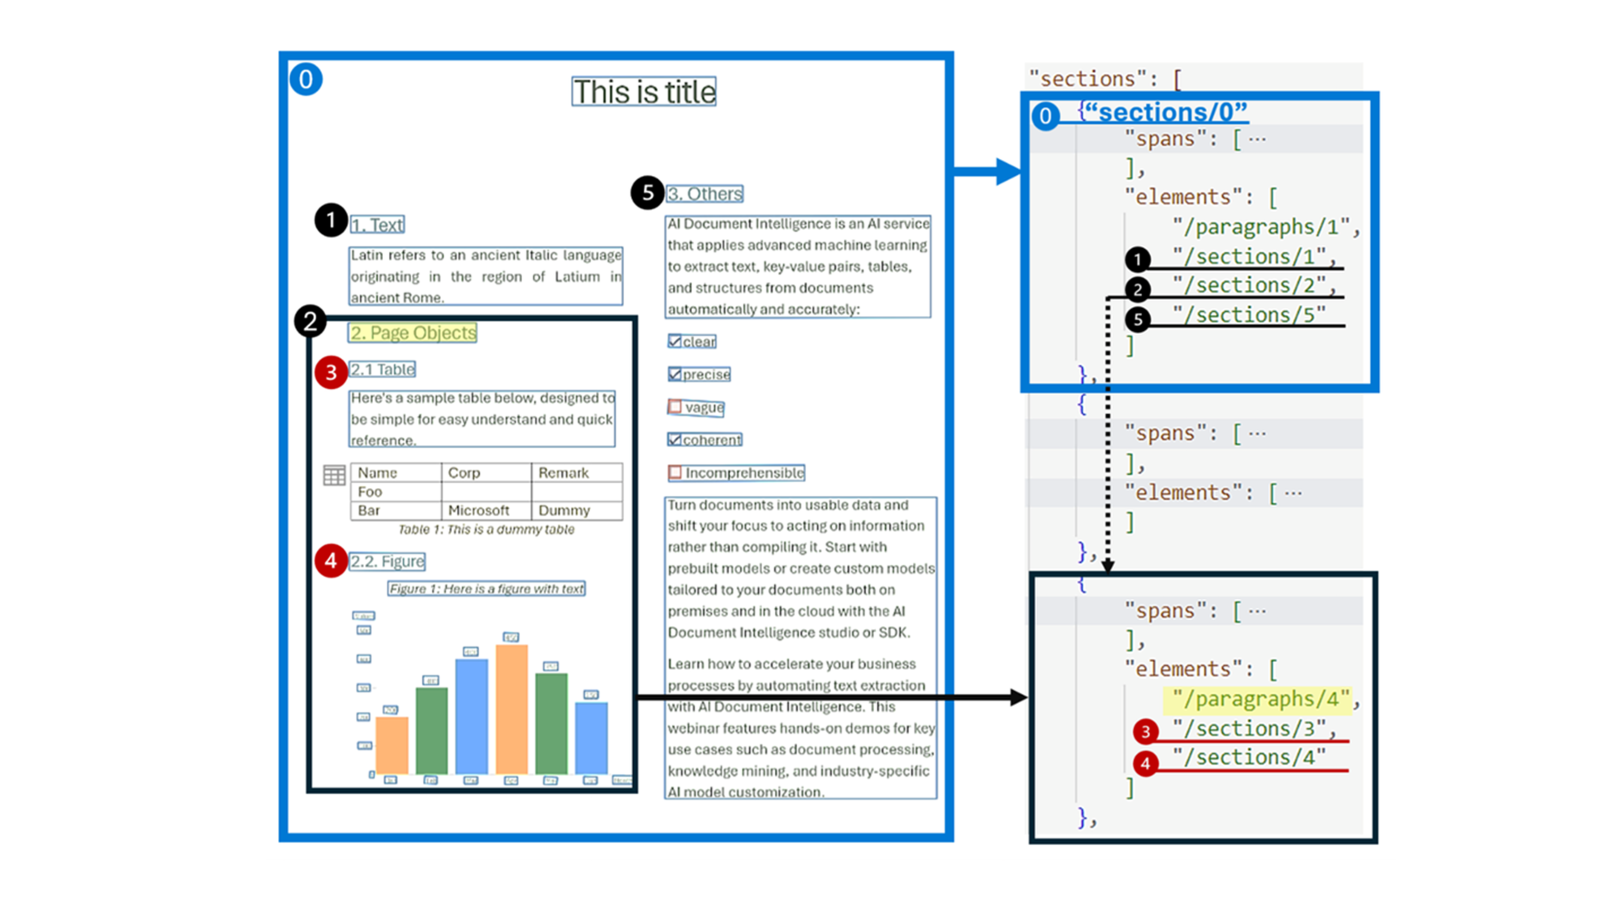 0
This is title
1
1. Text
Latin refers to an ancient Italic language
originating in the region of Latium in
ancient Rome.
2
2. Page Objects
3
2.1 Table
Here's a sample table below, designed to
be simple for easy understand and quick
reference.
Name Corp Remark
Foo
Bar Microsoft Dummy
Table 1: This is a dummy table
4
2.2. Figure
Figure 1: Here is a figure with text
5
3. Others
AI Document Intelligence is an AI service
that applies advanced machine learning
to extract text, key-value pairs, tables,
and structures from documents
automatically and accurately:
clear
precise
vague
coherent
Incomprehensible
Turn documents into usable data and
shift your focus to acting on information
rather than compiling it. Start with
prebuilt models or create custom models
tailored to your documents both on
premises and in the cloud with the AI
Document Intelligence studio or SDK.
Learn how to accelerate your business
processes by automating text extraction
with AI Document Intelligence. This
webinar features hands-on demos for key
use cases such as document processing,
knowledge mining, and industry-specific
AI model customization.
"sections": [
0 {“sections/0”
"spans": [ ···
],
"elements": [
"/paragraphs/1",
1 "/sections/1",
2 "/sections/2",
5 "/sections/5"
]
},
{
"spans": [ ···
],
"elements": [ ···
]
},
{
"spans": [ ···
],
"elements": [
"/paragraphs/4",
3 "/sections/3",
4 "/sections/4"
]
},